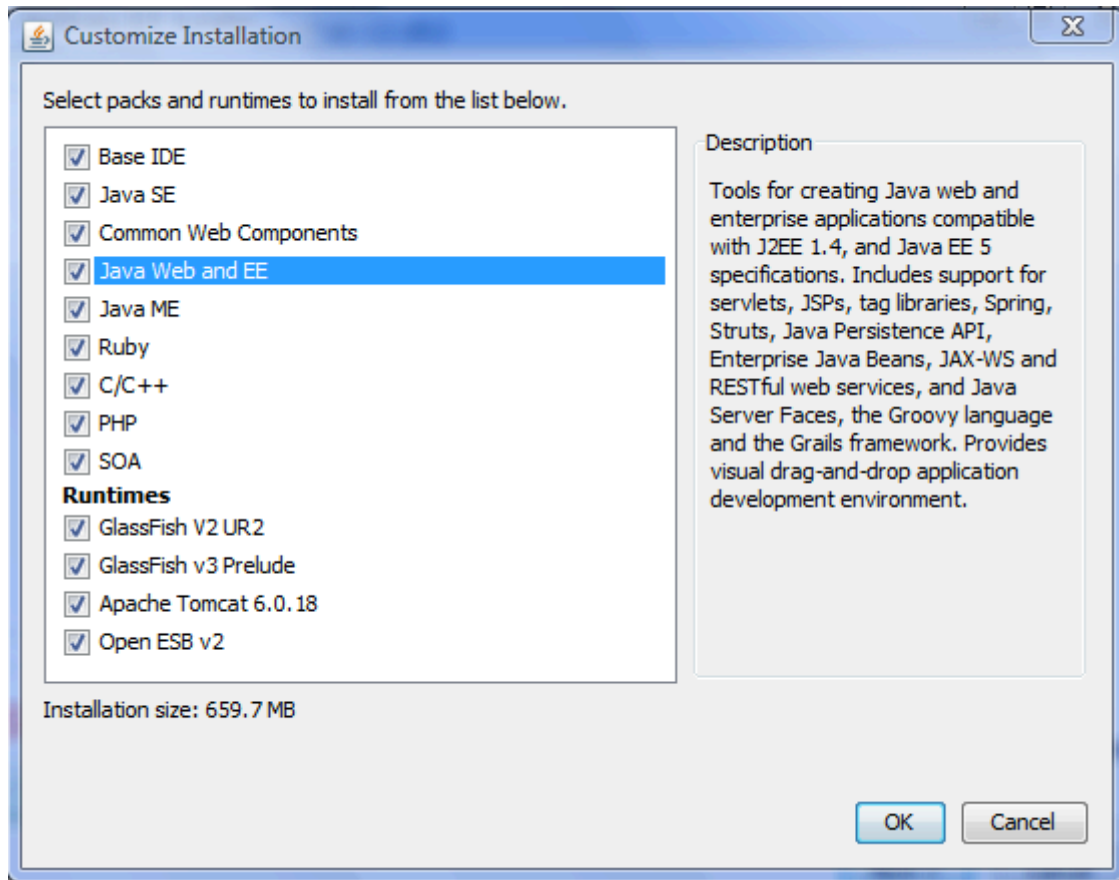 Customize Installation
Select packs and runtimes to install from the list below.
Base IDE
Java SE
Common Web Components
Java Web and EE
Java ME
Ruby
C/C++
PHP
SOA
Runtimes
GlassFish V2 UR2
GlassFish v3 Prelude
Apache Tomcat 6.0.18
Open ESB v2
Description
Tools for creating Java web and
enterprise applications compatible
with J2EE 1.4, and Java EE 5
specifications. Includes support for
servlets, JSPs, tag libraries, Spring,
Struts, Java Persistence API,
Enterprise Java Beans, JAX-WS and
RESTful web services, and Java
Server Faces, the Groovy language
and the Grails framework. Provides
visual drag-and-drop application
development environment.
Installation size: 659.7 MB
OK
Cancel